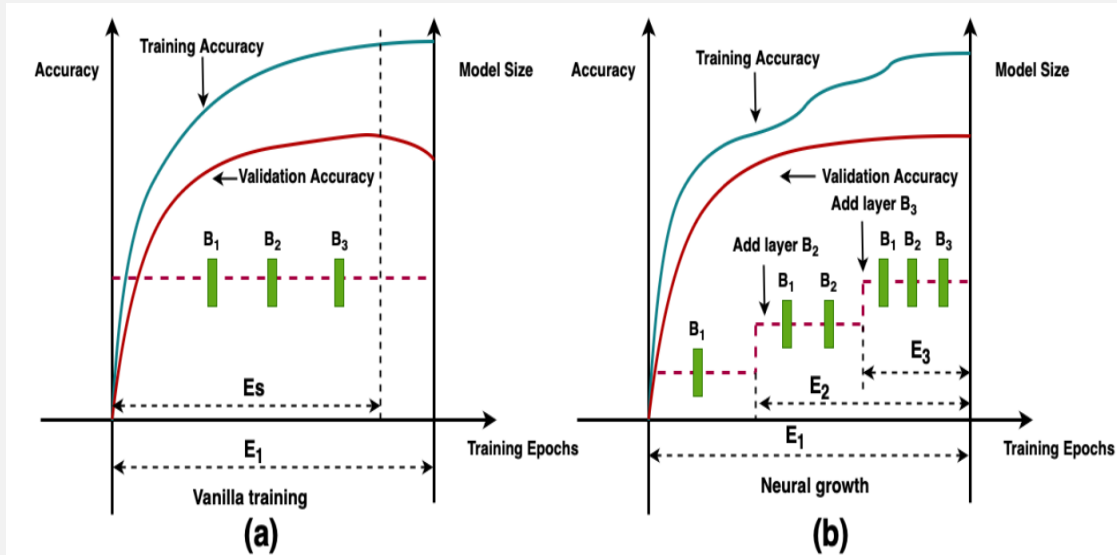 Training Accuracy
Accuracy
Model Size
Validation Accuracy
B₁ B₂ B₃
Es
Training Epochs
E₁
Vanilla training
(a)
Training Accuracy
Accuracy
Model Size
Validation Accuracy
Add layer B₃
Add layer B₂
B₁ B₂ B₃
B₁ B₂
B₁
E₃
E₂
E₁
Training Epochs
Neural growth
(b)